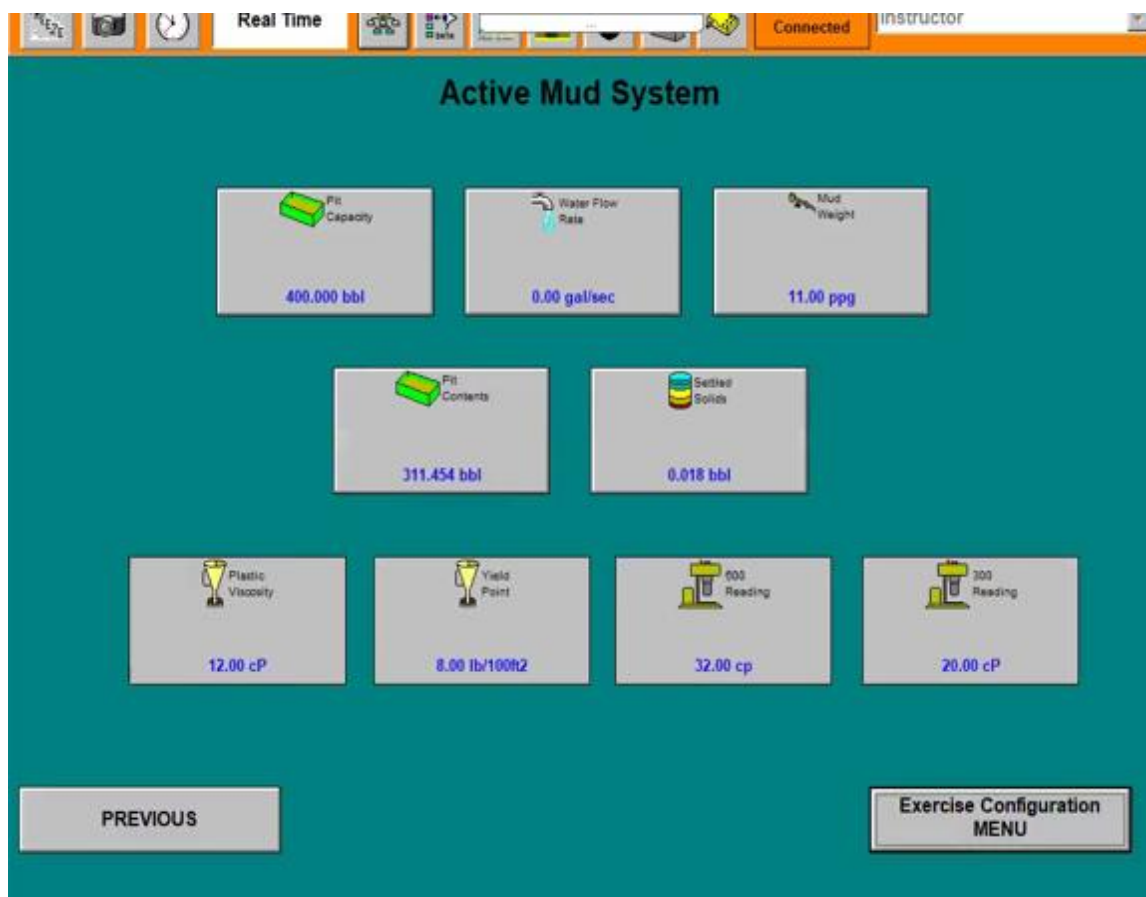 Real Time
DATA
...
Connected
Instructor
Active Mud System
Pit
Capacity
400.000 bbl
Water Flow
Rate
0.00 gal/sec
Mud
Weight
11.00 ppg
Pit
Contents
311.454 bbl
Settled
Solids
0.018 bbl
Plastic
Viscosity
12.00 cP
Yield
Point
8.00 lb/100ft2
600
Reading
32.00 cp
300
Reading
20.00 cP
PREVIOUS
Exercise Configuration
MENU